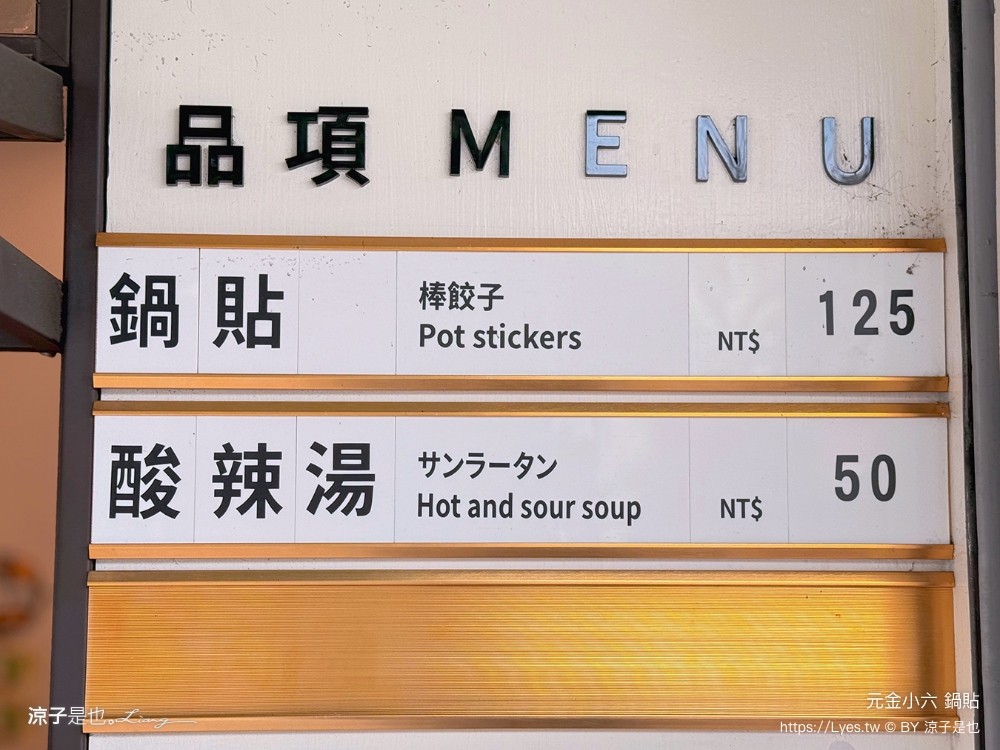 品項 MENU
鍋貼
棒餃子
Pot stickers
NT$ 125
酸辣湯
サンラータン
Hot and sour soup
NT$ 50
元金小六 鍋貼
涼子是也。Liang
https://Lyes.tw © BY 涼子是也